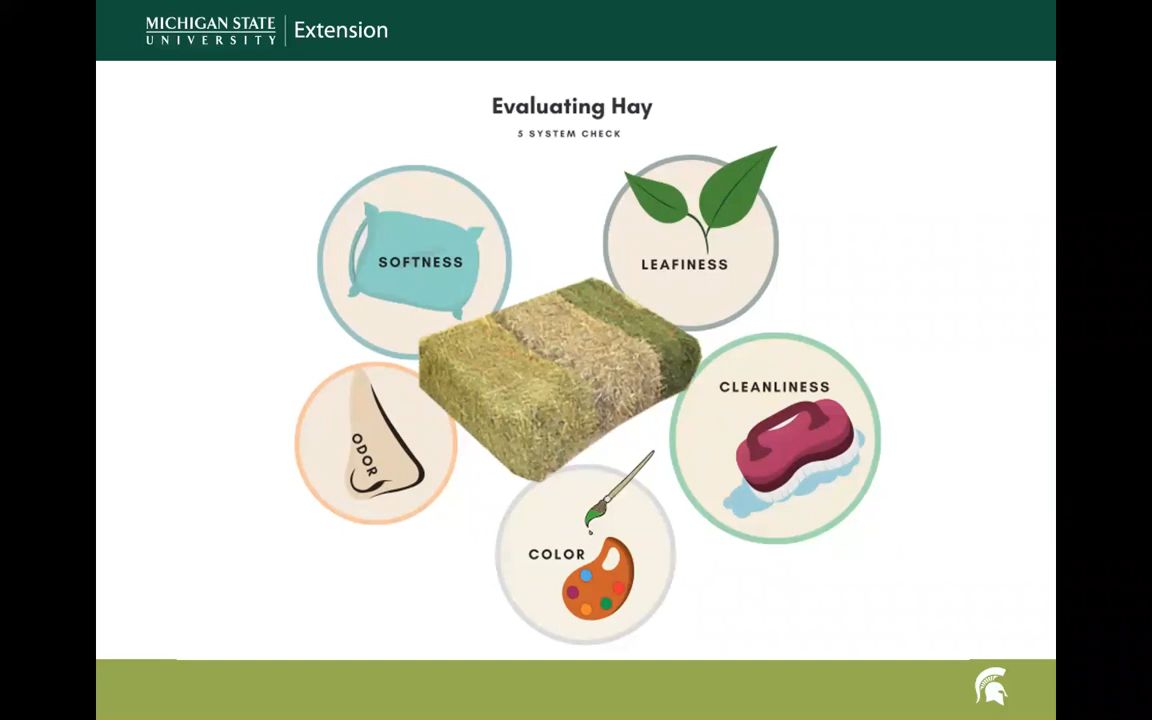 MICHIGAN STATE
UNIVERSITY
Extension
Evaluating Hay
5 SYSTEM CHECK
SOFTNESS
LEAFINESS
CLEANLINESS
ODOR
COLOR